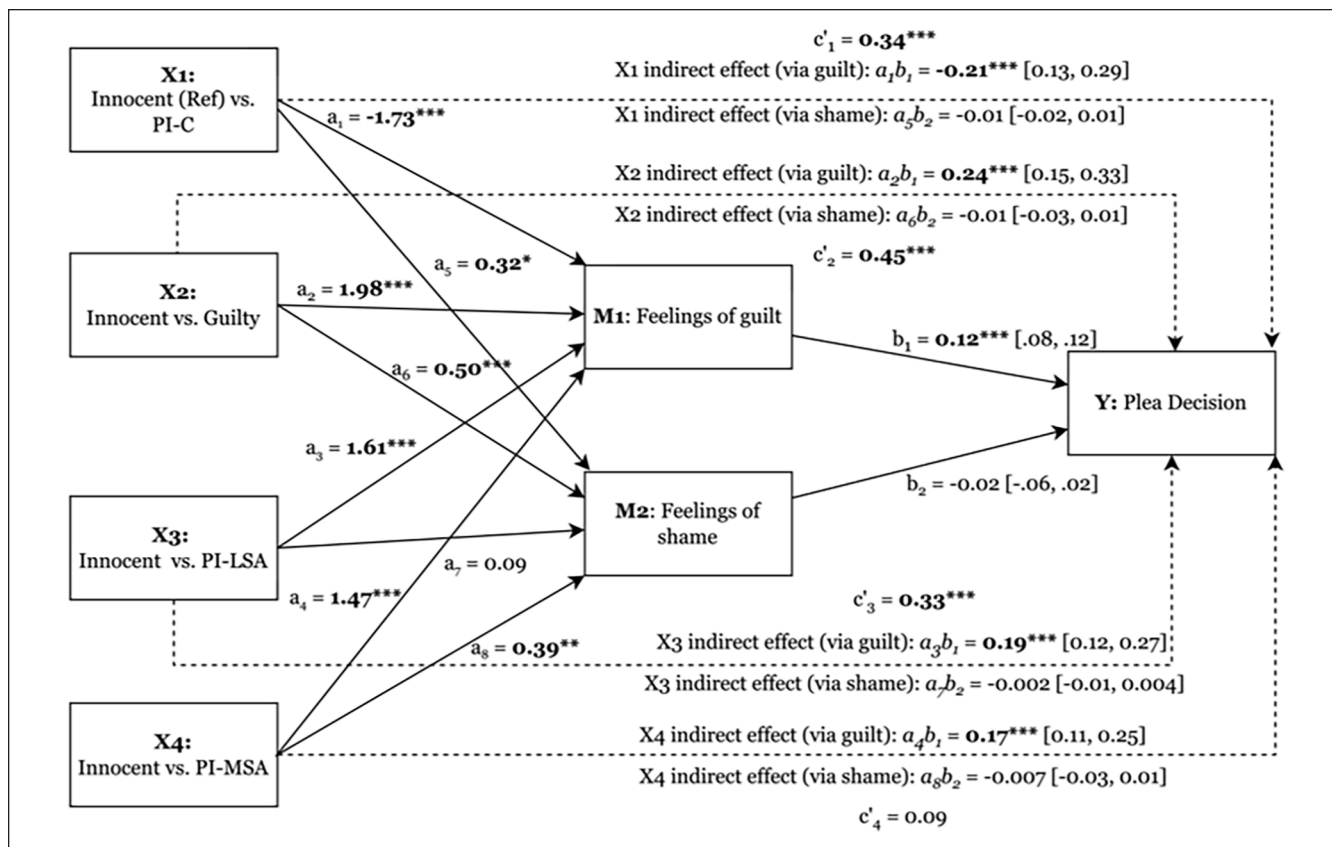 c'₁ = 0.34***
X1:
Innocent (Ref) vs.
PI-C
X1 indirect effect (via guilt): a₁b₁ = -0.21*** [0.13, 0.29]
a₁ = -1.73***
X1 indirect effect (via shame): a₅b₂ = -0.01 [-0.02, 0.01]
X2 indirect effect (via guilt): a₂b₁ = 0.24*** [0.15, 0.33]
X2 indirect effect (via shame): a₆b₂ = -0.01 [-0.03, 0.01]
c'₂ = 0.45***
a₅ = 0.32*
X2:
Innocent vs. Guilty
a₂ = 1.98***
M1: Feelings of guilt
b₁ = 0.12*** [.08, .12]
a₆ = 0.50***
Y: Plea Decision
a₃ = 1.61***
b₂ = -0.02 [-.06, .02]
M2: Feelings of
shame
X3:
Innocent vs. PI-LSA
a₇ = 0.09
a₄ = 1.47***
c'₃ = 0.33***
a₈ = 0.39**
X3 indirect effect (via guilt): a₃b₁ = 0.19*** [0.12, 0.27]
X3 indirect effect (via shame): a₇b₂ = -0.002 [-0.01, 0.004]
X4:
Innocent vs. PI-MSA
X4 indirect effect (via guilt): a₄b₁ = 0.17*** [0.11, 0.25]
X4 indirect effect (via shame): a₈b₂ = -0.007 [-0.03, 0.01]
c'₄ = 0.09